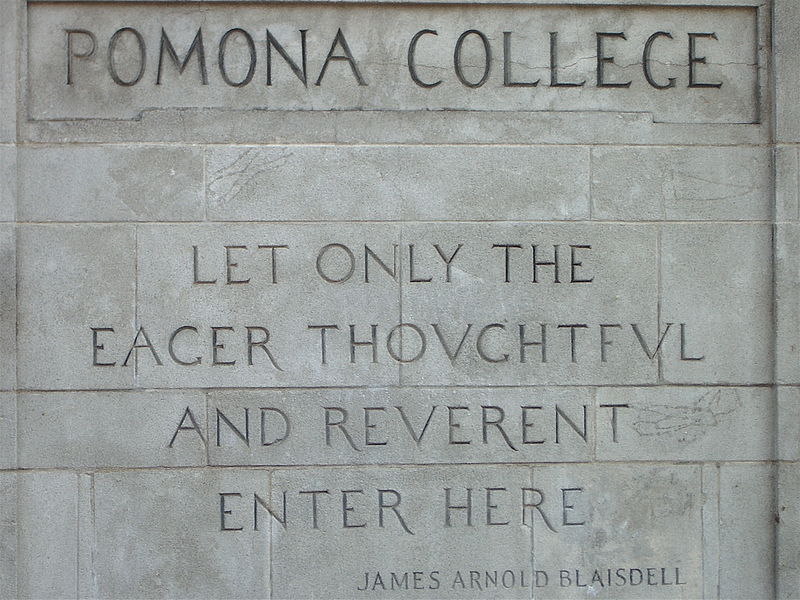 POMONA COLLEGE
LET ONLY THE
EAGER THOVGHTFVL
AND REVERENT
ENTER HERE
JAMES ARNOLD BLAISDELL